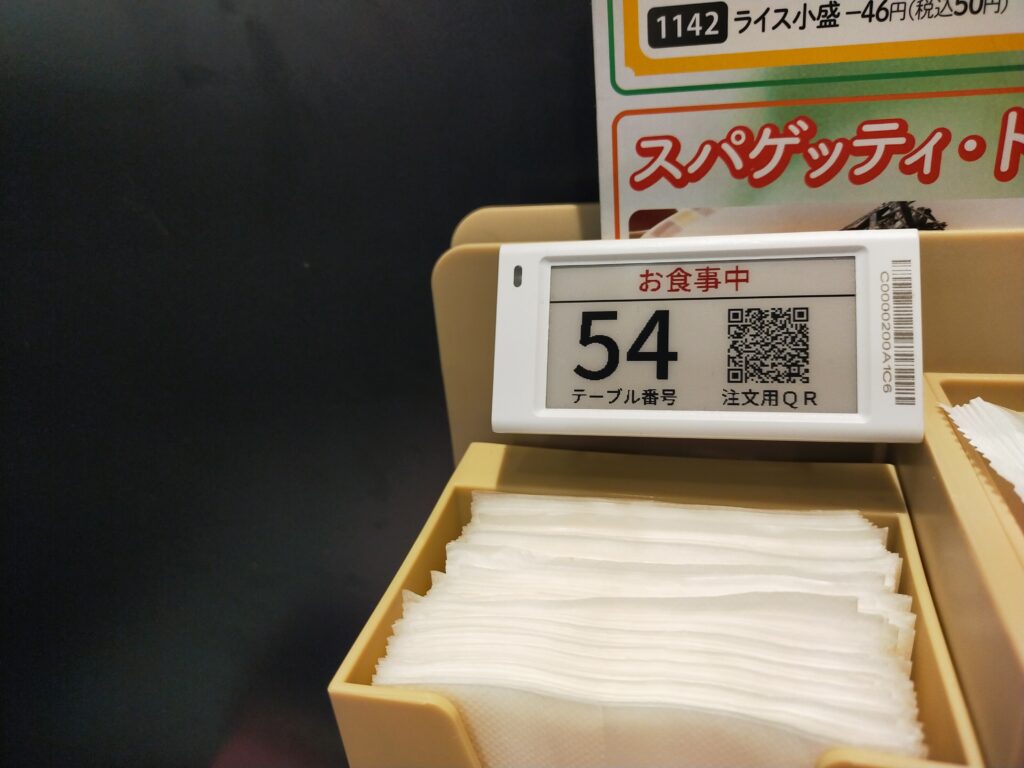 1142 ライス小盛 −46円(税込50円)
スパゲッティ・
お食事中
54
テーブル番号
注文用QR
C0000200A1C6